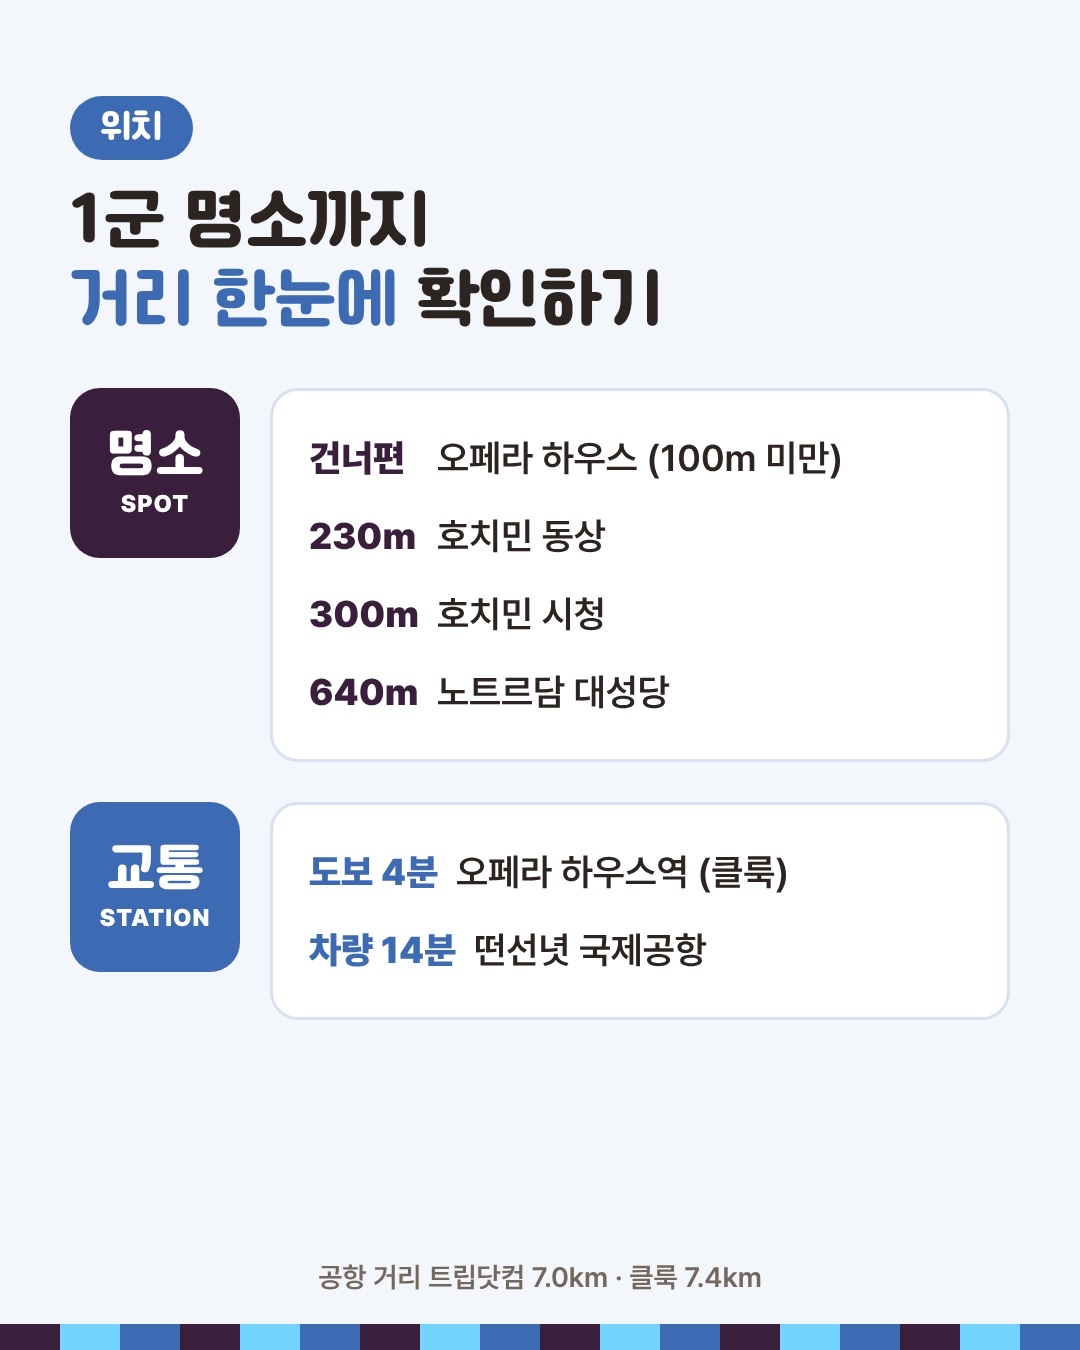 위치
1군 명소까지
거리 한눈에 확인하기
명소
SPOT
건너편 오페라 하우스 (100m 미만)
230m 호치민 동상
300m 호치민 시청
640m 노트르담 대성당
교통
STATION
도보 4분 오페라 하우스역 (클룩)
차량 14분 떤선녓 국제공항
공항 거리 트립닷컴 7.0km · 클룩 7.4km